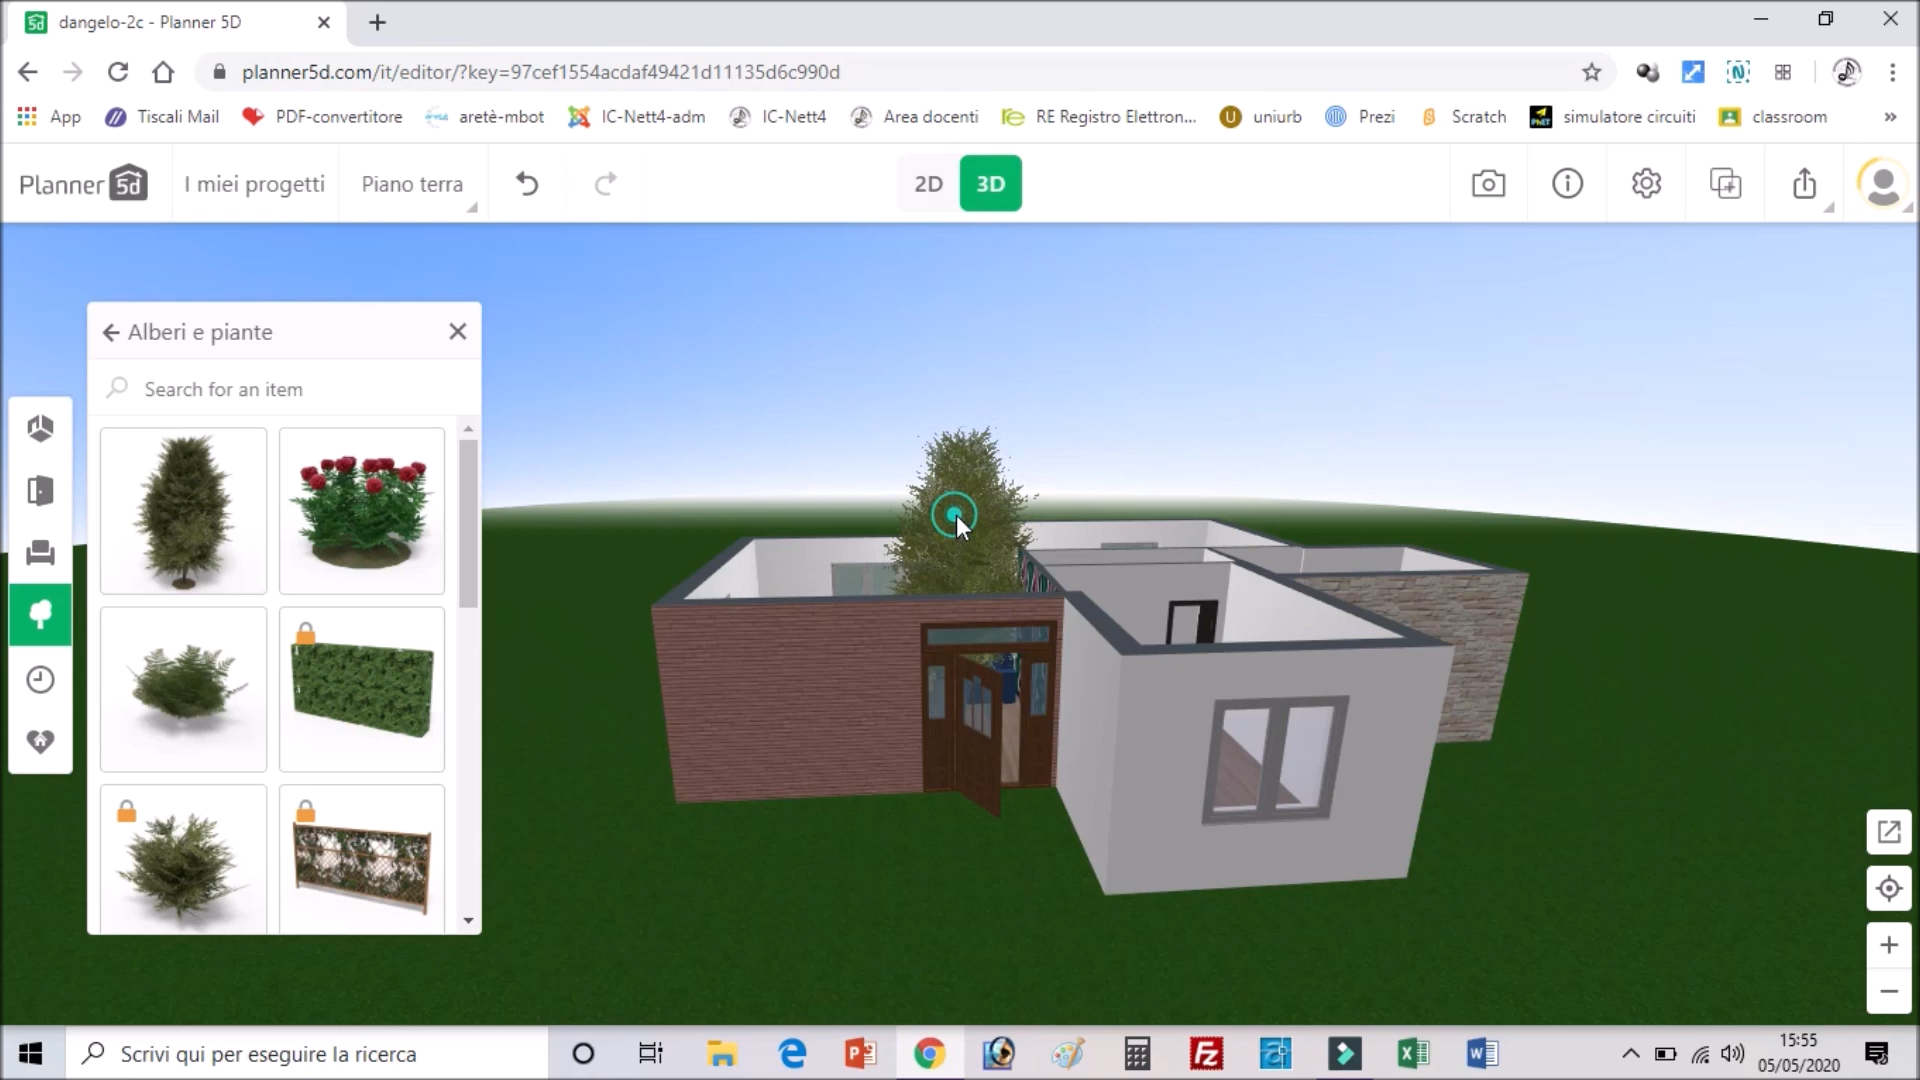 dangelo-2c - Planner 5D
planner5d.com/it/editor/?key=97cef1554acdaf49421d11135d6c990d
App Tiscali Mail PDF-convertitore aretè-mbot IC-Nett4-adm IC-Nett4 Area docenti RE Registro Elettron... uniurb Prezi Scratch simulatore circuiti classroom »
Planner 5d I miei progetti Piano terra 2D 3D
Alberi e piante
Search for an item
Scrivi qui per eseguire la ricerca
15:55
05/05/2020